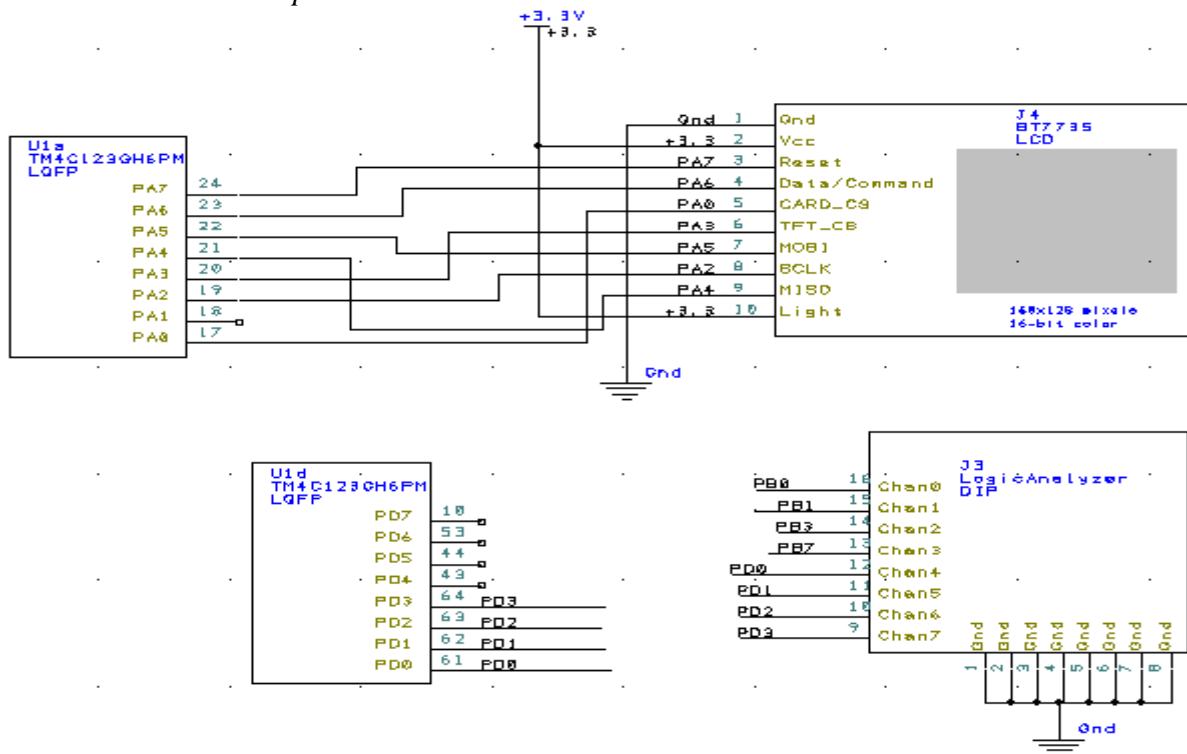 +3.3V
+3.3
U1a
TM4C123GH6PM
LQFP
PA7 24
PA6 23
PA5 22
PA4 21
PA3 20
PA2 19
PA1 18
PA0 17
J4
ST7735
LCD
Gnd 1 Gnd
+3.3 2 Vcc
PA7 3 Reset
PA6 4 Data/Command
PA0 5 CARD_CS
PA3 6 TFT_CS
PA5 7 MOSI
PA2 8 SCLK
PA4 9 MISO
+3.3 10 Light
160x128 pixels
16-bit color
Gnd
U1d
TM4C123GH6PM
LQFP
PD7 10
PD6 53
PD5 44
PD4 43
PD3 64 PD3
PD2 63 PD2
PD1 62 PD1
PD0 61 PD0
J3
LogicAnalyzer
DIP
PB0 16 Chan0
PB1 15 Chan1
PB3 14 Chan2
PB7 13 Chan3
PD0 12 Chan4
PD1 11 Chan5
PD2 10 Chan6
PD3 9 Chan7
Gnd Gnd Gnd Gnd Gnd Gnd Gnd Gnd
1 2 3 4 5 6 7 8
Gnd